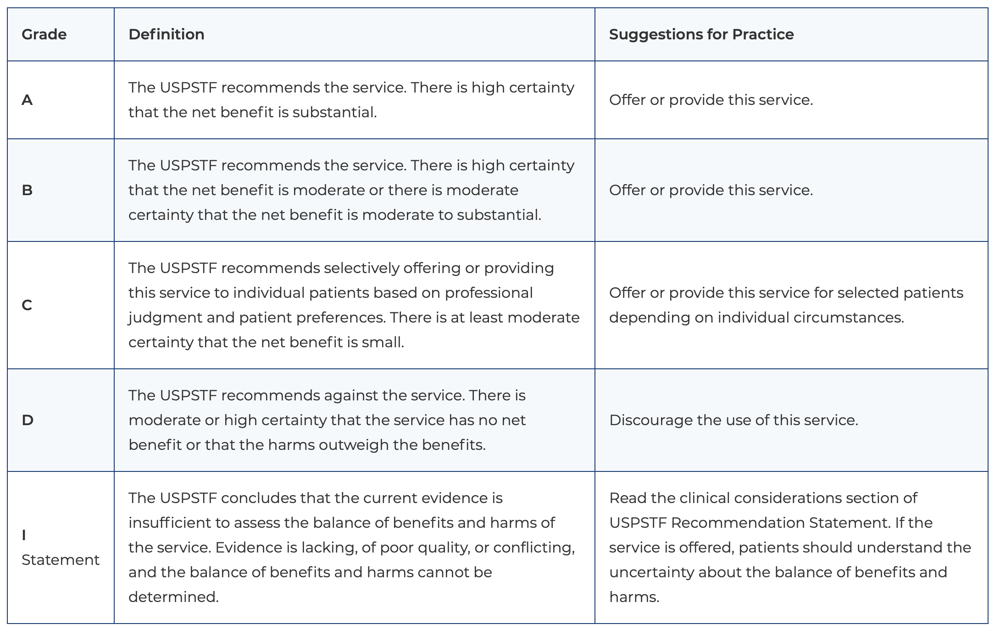 Grade
Definition
Suggestions for Practice
A
The USPSTF recommends the service. There is high certainty
that the net benefit is substantial.
Offer or provide this service.
B
The USPSTF recommends the service. There is high certainty
that the net benefit is moderate or there is moderate
certainty that the net benefit is moderate to substantial.
Offer or provide this service.
C
The USPSTF recommends selectively offering or providing
this service to individual patients based on professional
judgment and patient preferences. There is at least moderate
certainty that the net benefit is small.
Offer or provide this service for selected patients
depending on individual circumstances.
D
The USPSTF recommends against the service. There is
moderate or high certainty that the service has no net
benefit or that the harms outweigh the benefits.
Discourage the use of this service.
I
Statement
The USPSTF concludes that the current evidence is
insufficient to assess the balance of benefits and harms of
the service. Evidence is lacking, of poor quality, or conflicting,
and the balance of benefits and harms cannot be
determined.
Read the clinical considerations section of
USPSTF Recommendation Statement. If the
service is offered, patients should understand the
uncertainty about the balance of benefits and
harms.